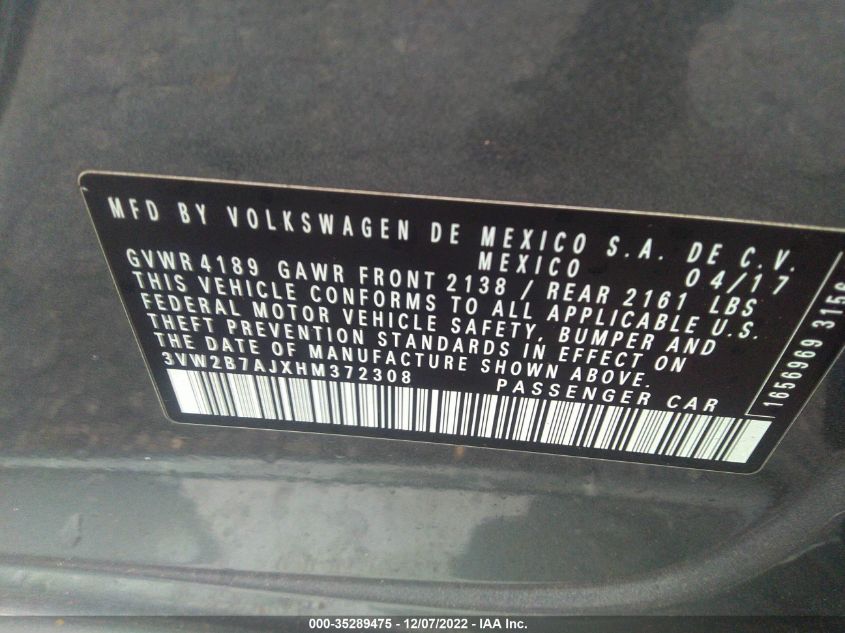 MFD BY VOLKSWAGEN DE MEXICO S.A. DE C.V.
MEXICO 04/17
GVWR 4189 GAWR FRONT 2138 / REAR 2161 LBS
THIS VEHICLE CONFORMS TO ALL APPLICABLE U.S.
FEDERAL MOTOR VEHICLE SAFETY, BUMPER AND
THEFT PREVENTION STANDARDS IN EFFECT ON
THE DATE OF MANUFACTURE SHOWN ABOVE.
3VW2B7AJXHM372308 PASSENGER CAR
1656969 3156
000-35289475 - 12/07/2022 - IAA Inc.